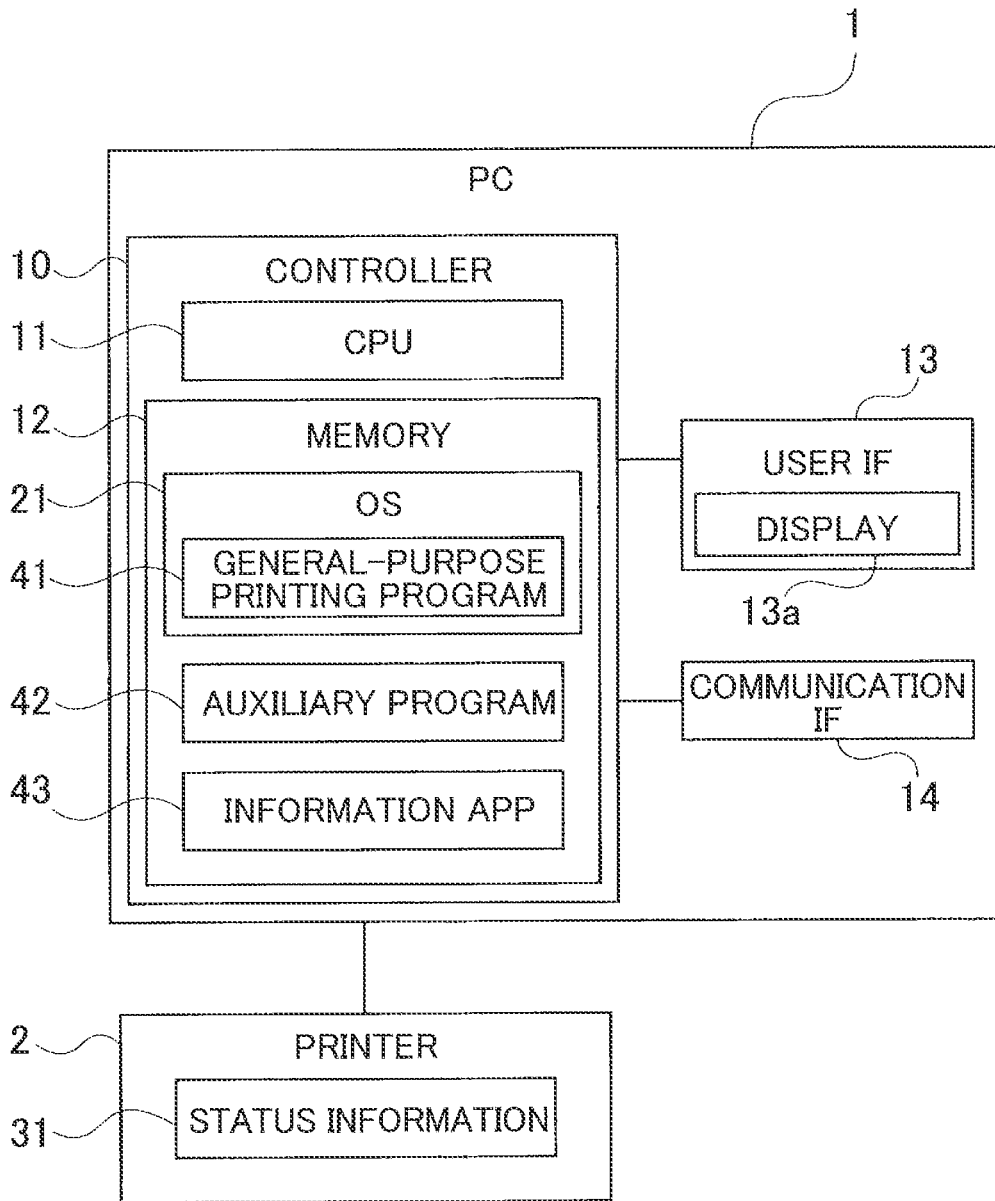 1
PC
10
CONTROLLER
11
CPU
12
MEMORY
21
OS
41
GENERAL-PURPOSE
PRINTING PROGRAM
42
AUXILIARY PROGRAM
43
INFORMATION APP
13
USER IF
DISPLAY
13a
COMMUNICATION
IF
14
2
PRINTER
31
STATUS INFORMATION